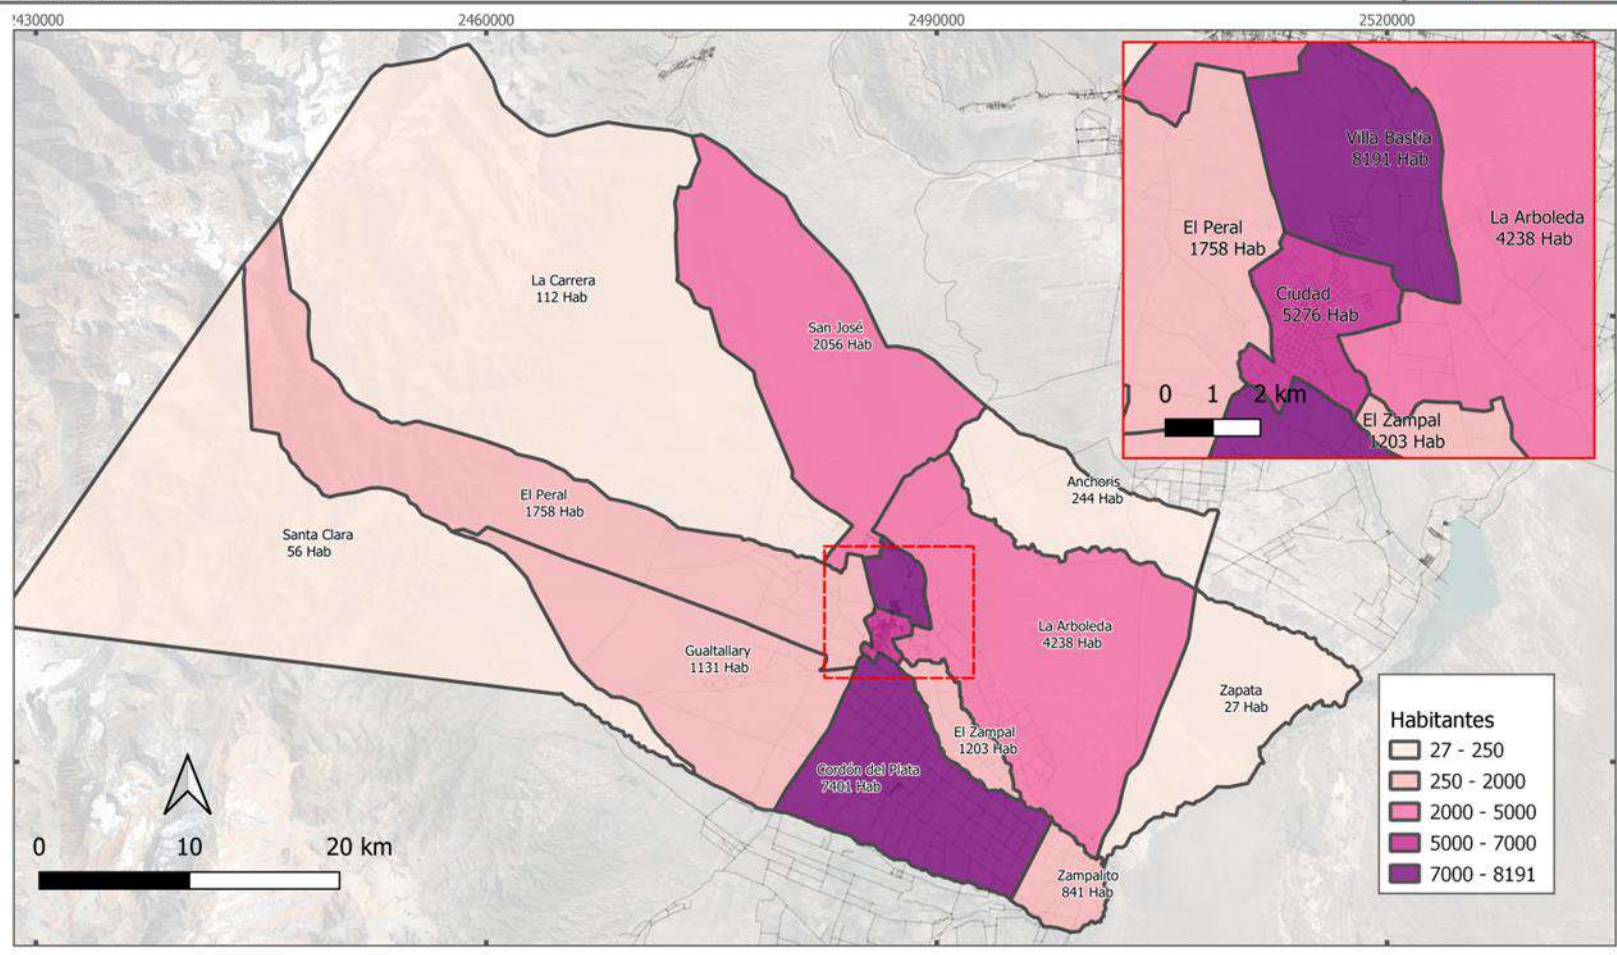 2430000
2460000
2490000
2520000
Villa Bastía
8191 Hab
El Peral
1758 Hab
La Arboleda
4238 Hab
Ciudad
5276 Hab
0 1 2 km
El Zampal
1203 Hab
La Carrera
112 Hab
San José
2056 Hab
Anchoris
244 Hab
El Peral
1758 Hab
Santa Clara
56 Hab
La Arboleda
4238 Hab
Gualtallary
1131 Hab
Zapata
27 Hab
El Zampal
1203 Hab
Cordón del Plata
7401 Hab
Zampalito
841 Hab
0 10 20 km
Habitantes
27 - 250
250 - 2000
2000 - 5000
5000 - 7000
7000 - 8191